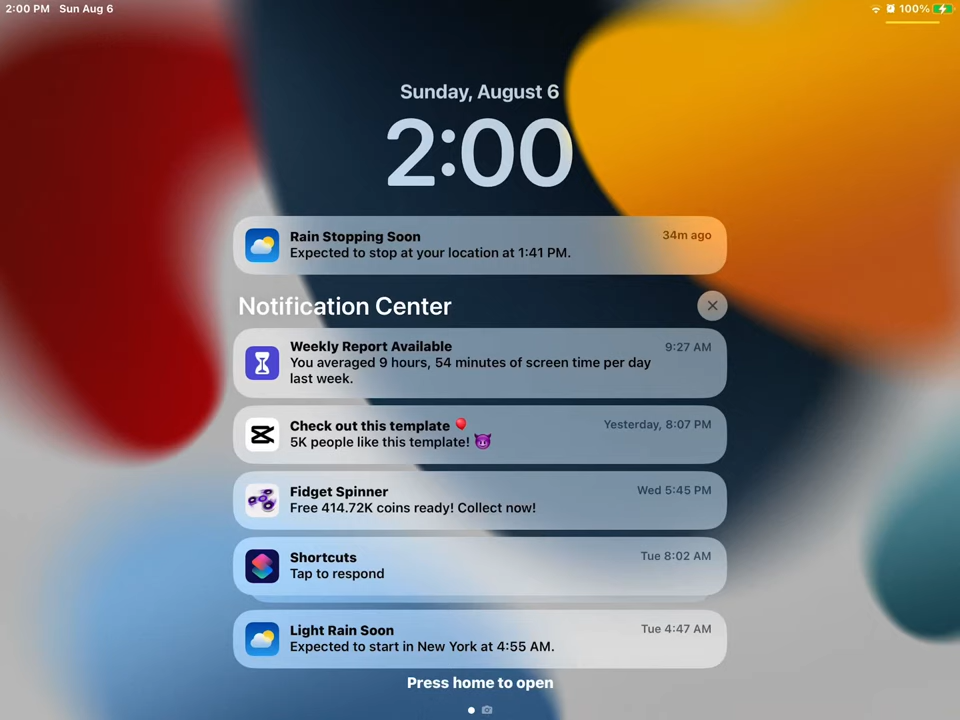 2:00 PM Sun Aug 6
100%
Sunday, August 6
2:00
Rain Stopping Soon
34m ago
Expected to stop at your location at 1:41 PM.
Notification Center
Weekly Report Available
9:27 AM
You averaged 9 hours, 54 minutes of screen time per day
last week.
Check out this template 🎈
Yesterday, 8:07 PM
5K people like this template! 😈
Fidget Spinner
Wed 5:45 PM
Free 414.72K coins ready! Collect now!
Shortcuts
Tue 8:02 AM
Tap to respond
Light Rain Soon
Tue 4:47 AM
Expected to start in New York at 4:55 AM.
Press home to open